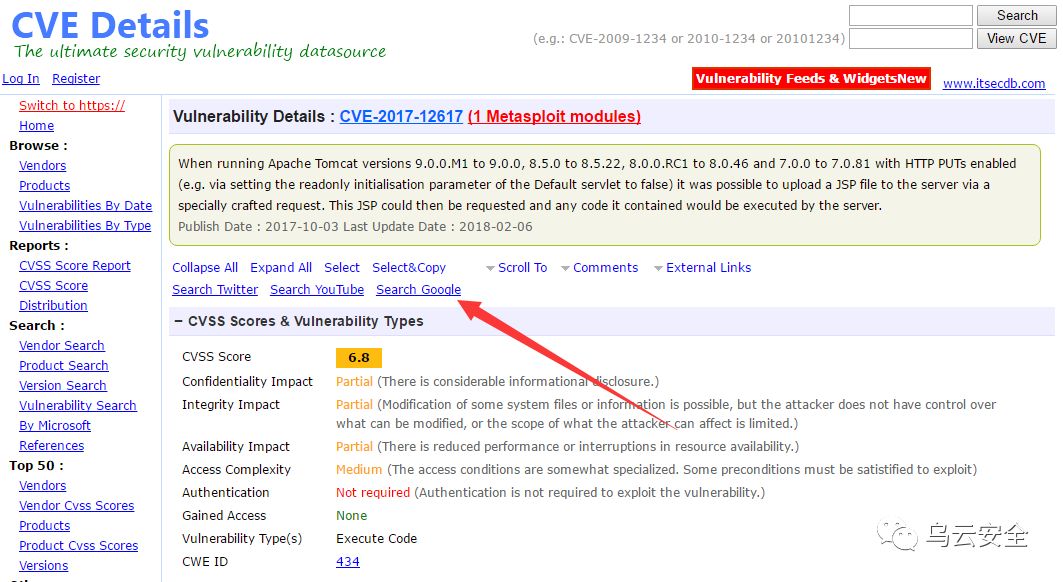 CVE Details
The ultimate security vulnerability datasource
Search
(e.g.: CVE-2009-1234 or 2010-1234 or 20101234)
View CVE
Log In Register
Vulnerability Feeds & WidgetsNew
www.itsecdb.com
Switch to https://
Home
Browse :
Vendors
Products
Vulnerabilities By Date
Vulnerabilities By Type
Reports :
CVSS Score Report
CVSS Score
Distribution
Search :
Vendor Search
Product Search
Version Search
Vulnerability Search
By Microsoft
References
Top 50 :
Vendors
Vendor Cvss Scores
Products
Product Cvss Scores
Versions
Vulnerability Details : CVE-2017-12617 (1 Metasploit modules)
When running Apache Tomcat versions 9.0.0.M1 to 9.0.0, 8.5.0 to 8.5.22, 8.0.0.RC1 to 8.0.46 and 7.0.0 to 7.0.81 with HTTP PUTs enabled
(e.g. via setting the readonly initialisation parameter of the Default servlet to false) it was possible to upload a JSP file to the server via a
specially crafted request. This JSP could then be requested and any code it contained would be executed by the server.
Publish Date : 2017-10-03 Last Update Date : 2018-02-06
Collapse All Expand All Select Select&Copy Scroll To Comments External Links
Search Twitter Search YouTube Search Google
– CVSS Scores & Vulnerability Types
CVSS Score 6.8
Confidentiality Impact Partial (There is considerable informational disclosure.)
Integrity Impact Partial (Modification of some system files or information is possible, but the attacker does not have control over
what can be modified, or the scope of what the attacker can affect is limited.)
Availability Impact Partial (There is reduced performance or interruptions in resource availability.)
Access Complexity Medium (The access conditions are somewhat specialized. Some preconditions must be satistified to exploit)
Authentication Not required (Authentication is not required to exploit the vulnerability.)
Gained Access None
Vulnerability Type(s) Execute Code
CWE ID 434
乌云安全